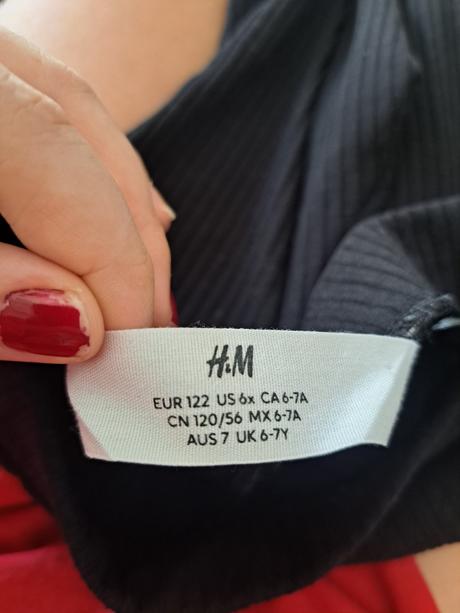 H&M
EUR 122 US 6x CA 6-7A
CN 120/56 MX 6-7A
AUS 7 UK 6-7Y